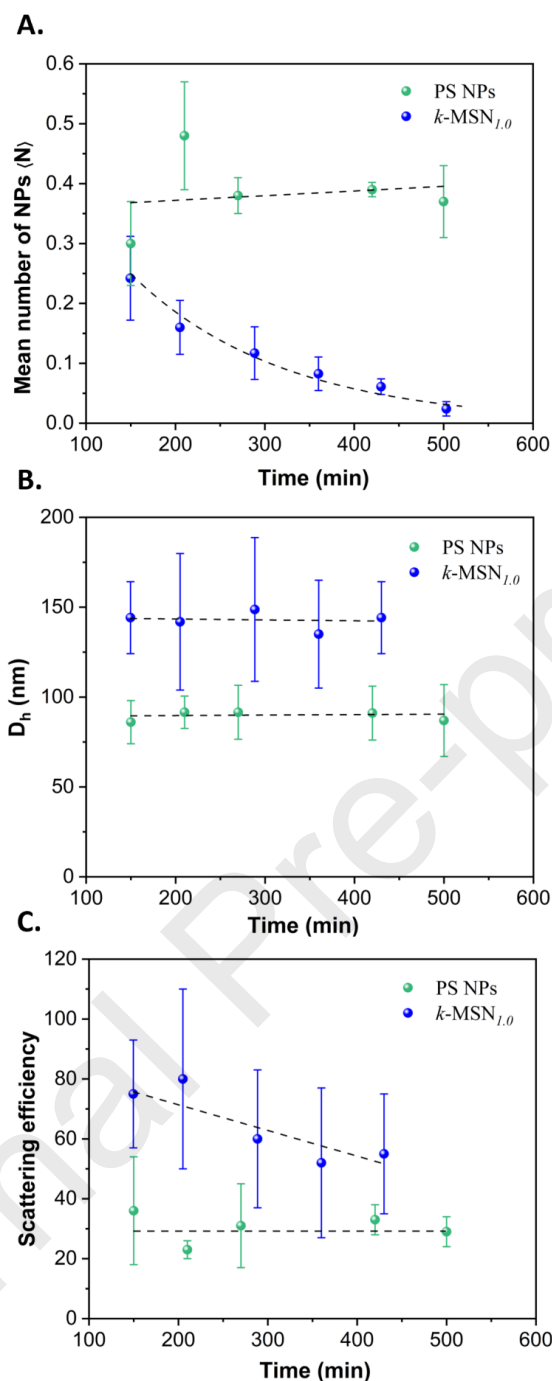 A.
0.6
0.5
0.4
0.3
0.2
0.1
0.0
Mean number of NPs ⟨N⟩
PS NPs
k-MSN1.0
100 200 300 400 500 600
Time (min)
B.
200
150
100
50
0
Dh (nm)
PS NPs
k-MSN1.0
100 200 300 400 500 600
Time (min)
C.
120
100
80
60
40
20
0
Scattering efficiency
PS NPs
k-MSN1.0
100 200 300 400 500 600
Time (min)
nal Pre-p